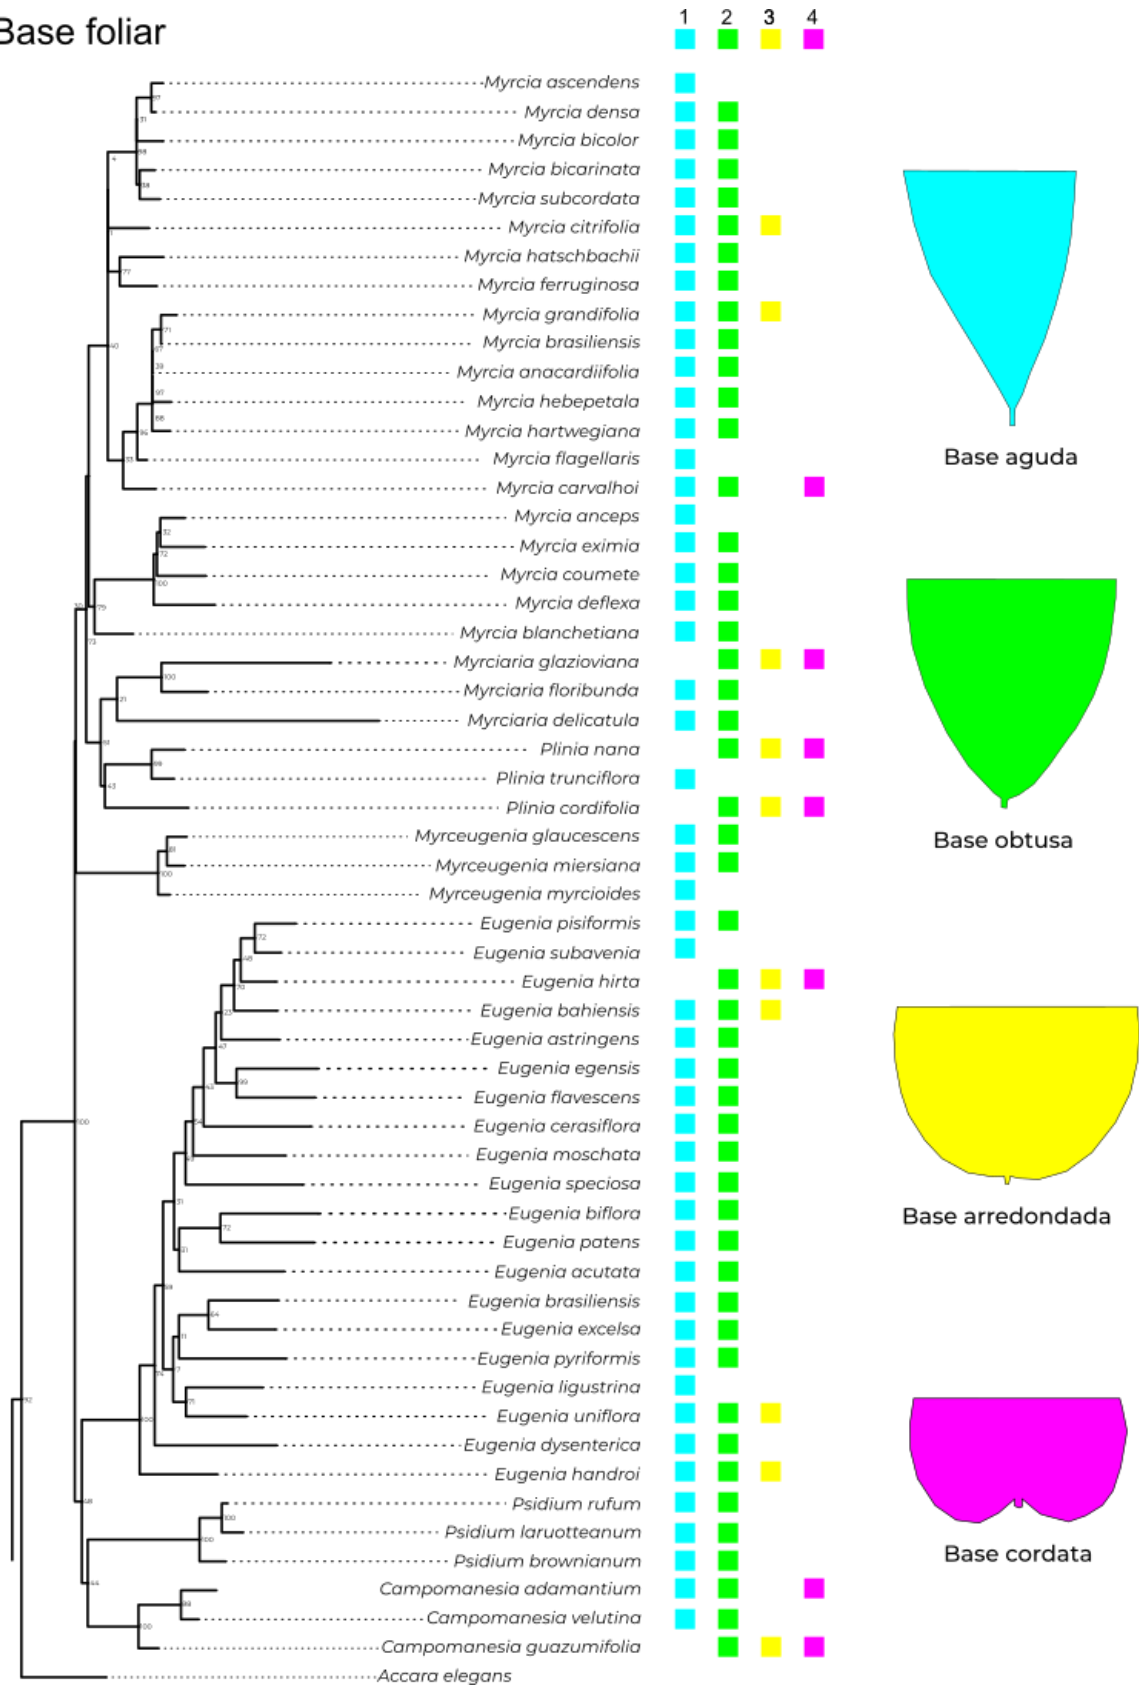 Base foliar
1 2 3 4
Myrcia ascendens
Myrcia densa
Myrcia bicolor
Myrcia bicarinata
Myrcia subcordata
Myrcia citrifolia
Myrcia hatschbachii
Myrcia ferruginosa
Myrcia grandifolia
Myrcia brasiliensis
Myrcia anacardiifolia
Myrcia hebepetala
Myrcia hartwegiana
Myrcia flagellaris
Myrcia carvalhoi
Myrcia anceps
Myrcia eximia
Myrcia coumete
Myrcia deflexa
Myrcia blanchetiana
Myrciaria glazioviana
Myrciaria floribunda
Myrciaria delicatula
Plinia nana
Plinia trunciflora
Plinia cordifolia
Myrceugenia glaucescens
Myrceugenia miersiana
Myrceugenia myrcioides
Eugenia pisiformis
Eugenia subavenia
Eugenia hirta
Eugenia bahiensis
Eugenia astringens
Eugenia egensis
Eugenia flavescens
Eugenia cerasiflora
Eugenia moschata
Eugenia speciosa
Eugenia biflora
Eugenia patens
Eugenia acutata
Eugenia brasiliensis
Eugenia excelsa
Eugenia pyriformis
Eugenia ligustrina
Eugenia uniflora
Eugenia dysenterica
Eugenia handroi
Psidium rufum
Psidium laruotteanum
Psidium brownianum
Campomanesia adamantium
Campomanesia velutina
Campomanesia guazumifolia
Accara elegans
Base aguda
Base obtusa
Base arredondada
Base cordata